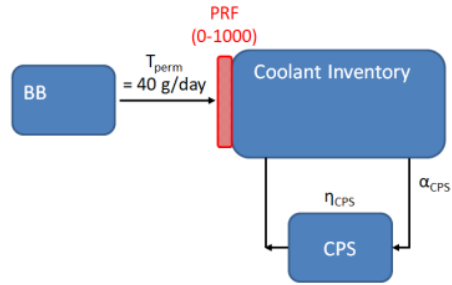 PRF
(0-1000)
T_perm
= 40 g/day
BB
Coolant Inventory
α_CPS
η_CPS
CPS